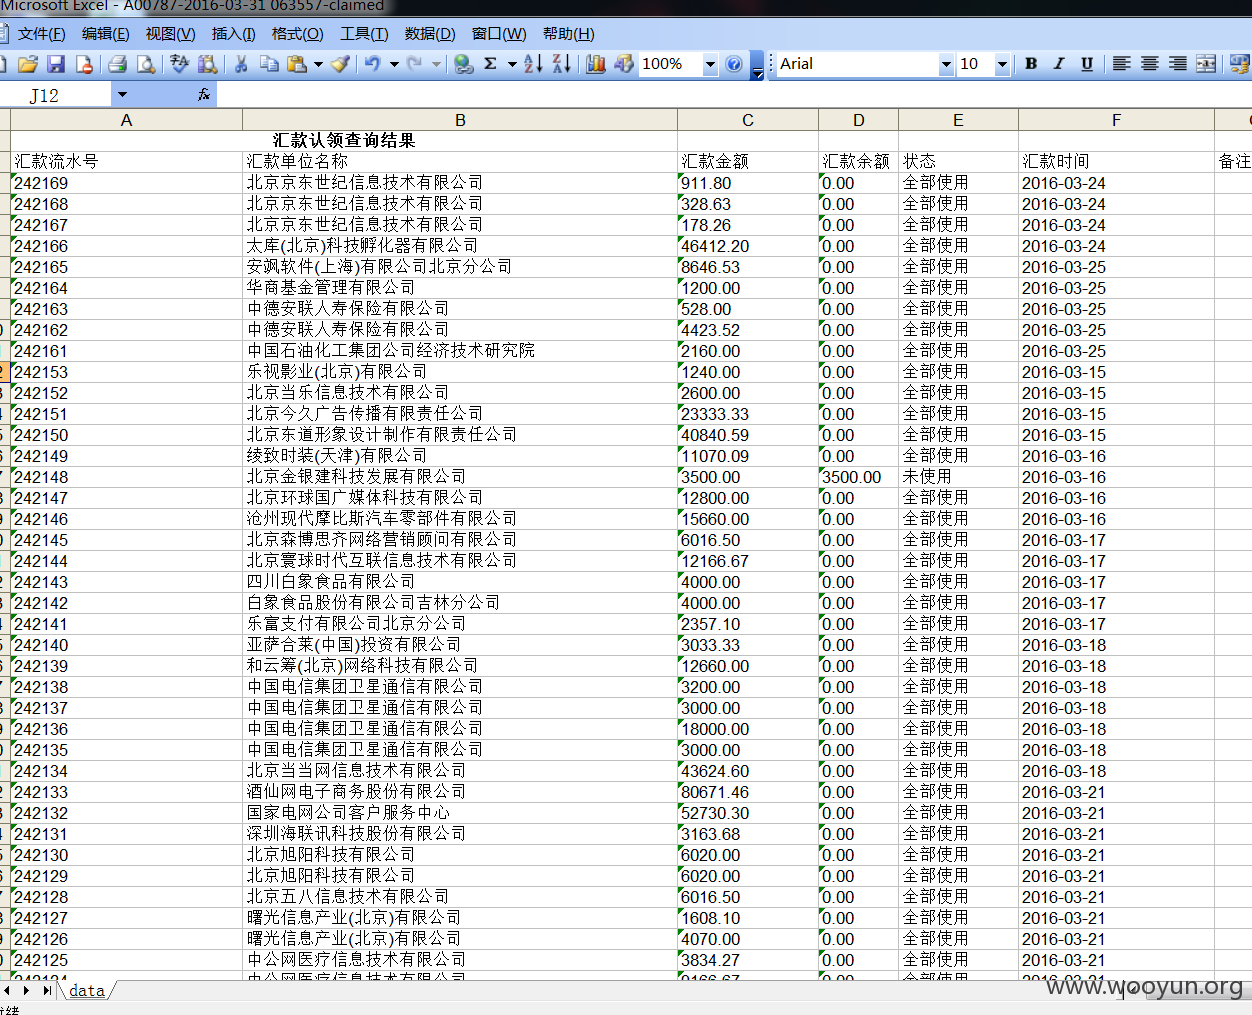 Microsoft Excel - A00787-2016-03-31 063557-claimed
文件(F) 编辑(E) 视图(V) 插入(I) 格式(O) 工具(T) 数据(D) 窗口(W) 帮助(H)
100% Arial 10 B I U
J12 fx
A B C D E F
汇款认领查询结果
汇款流水号 汇款单位名称 汇款金额 汇款余额 状态 汇款时间 备注
242169 北京京东世纪信息技术有限公司 911.80 0.00 全部使用 2016-03-24
242168 北京京东世纪信息技术有限公司 328.63 0.00 全部使用 2016-03-24
242167 北京京东世纪信息技术有限公司 178.26 0.00 全部使用 2016-03-24
242166 太库(北京)科技孵化器有限公司 46412.20 0.00 全部使用 2016-03-24
242165 安飒软件(上海)有限公司北京分公司 8646.53 0.00 全部使用 2016-03-25
242164 华商基金管理有限公司 1200.00 0.00 全部使用 2016-03-25
242163 中德安联人寿保险有限公司 528.00 0.00 全部使用 2016-03-25
242162 中德安联人寿保险有限公司 4423.52 0.00 全部使用 2016-03-25
242161 中国石油化工集团公司经济技术研究院 2160.00 0.00 全部使用 2016-03-25
242153 乐视影业(北京)有限公司 1240.00 0.00 全部使用 2016-03-15
242152 北京当乐信息技术有限公司 2600.00 0.00 全部使用 2016-03-15
242151 北京今久广告传播有限责任公司 23333.33 0.00 全部使用 2016-03-15
242150 北京东道形象设计制作有限责任公司 40840.59 0.00 全部使用 2016-03-15
242149 绫致时装(天津)有限公司 11070.09 0.00 全部使用 2016-03-16
242148 北京金银建科技发展有限公司 3500.00 3500.00 未使用 2016-03-16
242147 北京环球国广媒体科技有限公司 12800.00 0.00 全部使用 2016-03-16
242146 沧州现代摩比斯汽车零部件有限公司 15660.00 0.00 全部使用 2016-03-16
242145 北京森博思齐网络营销顾问有限公司 6016.50 0.00 全部使用 2016-03-17
242144 北京寰球时代互联信息技术有限公司 12166.67 0.00 全部使用 2016-03-17
242143 四川白象食品有限公司 4000.00 0.00 全部使用 2016-03-17
242142 白象食品股份有限公司吉林分公司 4000.00 0.00 全部使用 2016-03-17
242141 乐富支付有限公司北京分公司 2357.10 0.00 全部使用 2016-03-17
242140 亚萨合莱(中国)投资有限公司 3033.33 0.00 全部使用 2016-03-18
242139 和云筹(北京)网络科技有限公司 12660.00 0.00 全部使用 2016-03-18
242138 中国电信集团卫星通信有限公司 3200.00 0.00 全部使用 2016-03-18
242137 中国电信集团卫星通信有限公司 3000.00 0.00 全部使用 2016-03-18
242136 中国电信集团卫星通信有限公司 18000.00 0.00 全部使用 2016-03-18
242135 中国电信集团卫星通信有限公司 3000.00 0.00 全部使用 2016-03-18
242134 北京当当网信息技术有限公司 43624.60 0.00 全部使用 2016-03-18
242133 酒仙网电子商务股份有限公司 80671.46 0.00 全部使用 2016-03-21
242132 国家电网公司客户服务中心 52730.30 0.00 全部使用 2016-03-21
242131 深圳海联讯科技股份有限公司 3163.68 0.00 全部使用 2016-03-21
242130 北京旭阳科技有限公司 6020.00 0.00 全部使用 2016-03-21
242129 北京旭阳科技有限公司 6020.00 0.00 全部使用 2016-03-21
242128 北京五八信息技术有限公司 6016.50 0.00 全部使用 2016-03-21
242127 曙光信息产业(北京)有限公司 1608.10 0.00 全部使用 2016-03-21
242126 曙光信息产业(北京)有限公司 4070.00 0.00 全部使用 2016-03-21
242125 中公网医疗信息技术有限公司 3834.27 0.00 全部使用 2016-03-21
242124 中公网医疗信息技术有限公司 9166.67 0.00 全部使用 2016-03-21
data
www.wooyun.org
就绪